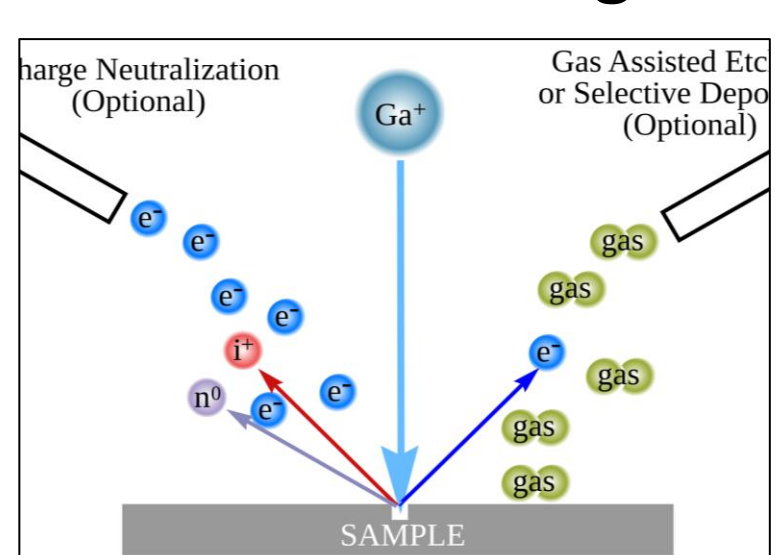 harge Neutralization
(Optional)
Gas Assisted Etc
or Selective Depo
(Optional)
Ga⁺
e⁻
e⁻
gas
gas
e⁻
e⁻
i⁺
e⁻
gas
n⁰
e⁻
e⁻
gas
gas
SAMPLE